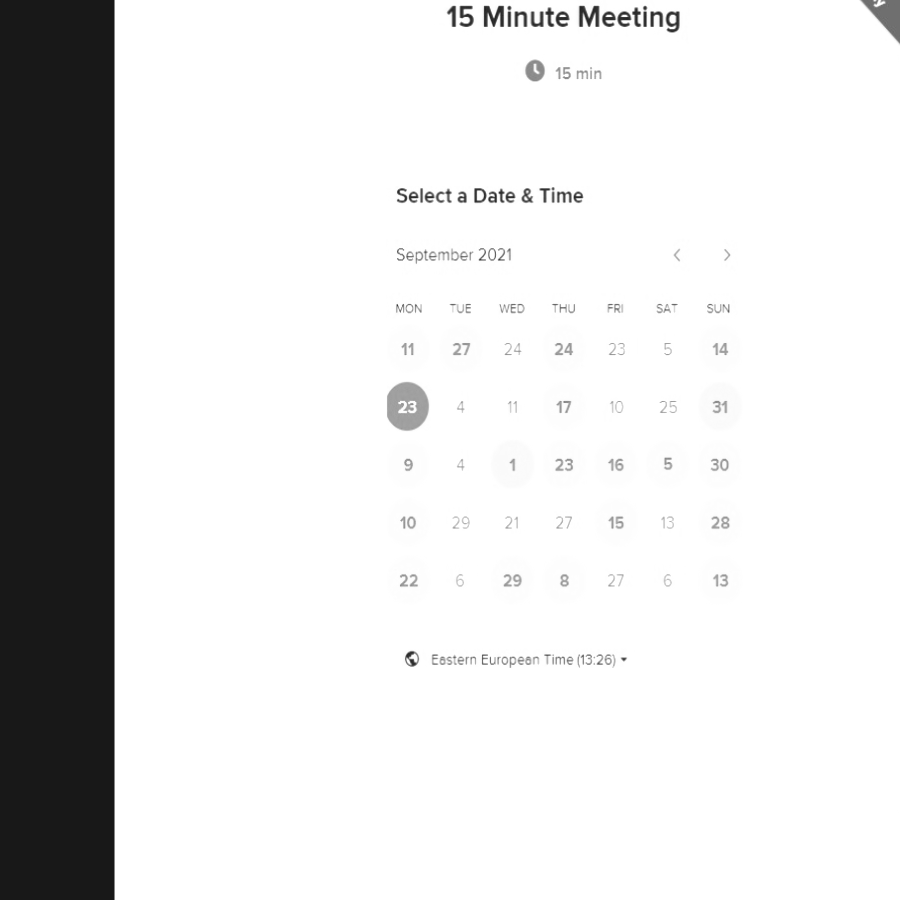 15 Minute Meeting
15 min
Select a Date & Time
September 2021
MON TUE WED THU FRI SAT SUN
11 27 24 24 23 5 14
23 4 11 17 10 25 31
9 4 1 23 16 5 30
10 29 21 27 15 13 28
22 6 29 8 27 6 13
Eastern European Time (13:26)